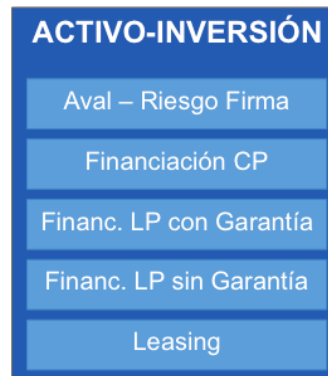 ACTIVO-INVERSIÓN
Aval – Riesgo Firma
Financiación CP
Financ. LP con Garantía
Financ. LP sin Garantía
Leasing